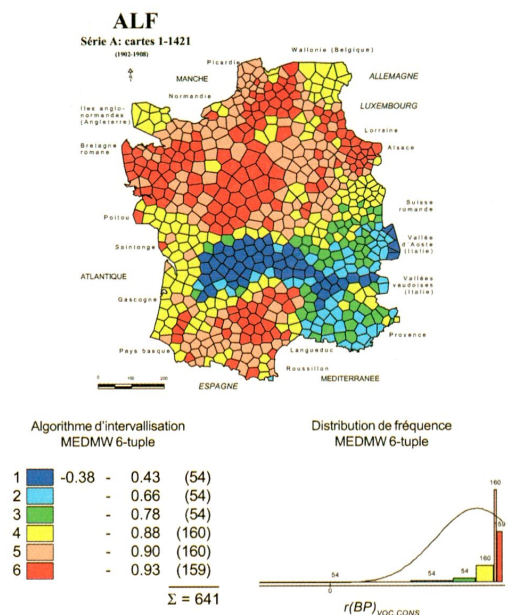 ALF
Série A: cartes 1-1421
(1902-1908)
Wallonie (Belgique)
Picardie
MANCHE
ALLEMAGNE
Normandie
LUXEMBOURG
Iles anglo-
normandes
(Angleterre)
Lorraine
Bretagne
romane
Alsace
Suisse
romande
Poitou
Vallée
d'Aoste
(Italie)
Saintonge
ATLANTIQUE
Vallées
vaudoises
(Italie)
Gascogne
Provence
Pays basque
Languedoc
Roussillon
MEDITERRANEE
ESPAGNE
0 100 200
Algorithme d'intervallisation
MEDMW 6-tuple
1 -0.38 - 0.43 (54)
2 - 0.66 (54)
3 - 0.78 (54)
4 - 0.88 (160)
5 - 0.90 (160)
6 - 0.93 (159)
Σ = 641
Distribution de fréquence
MEDMW 6-tuple
160
159
160
54
54
54
0
r(BP)VOC.CONS